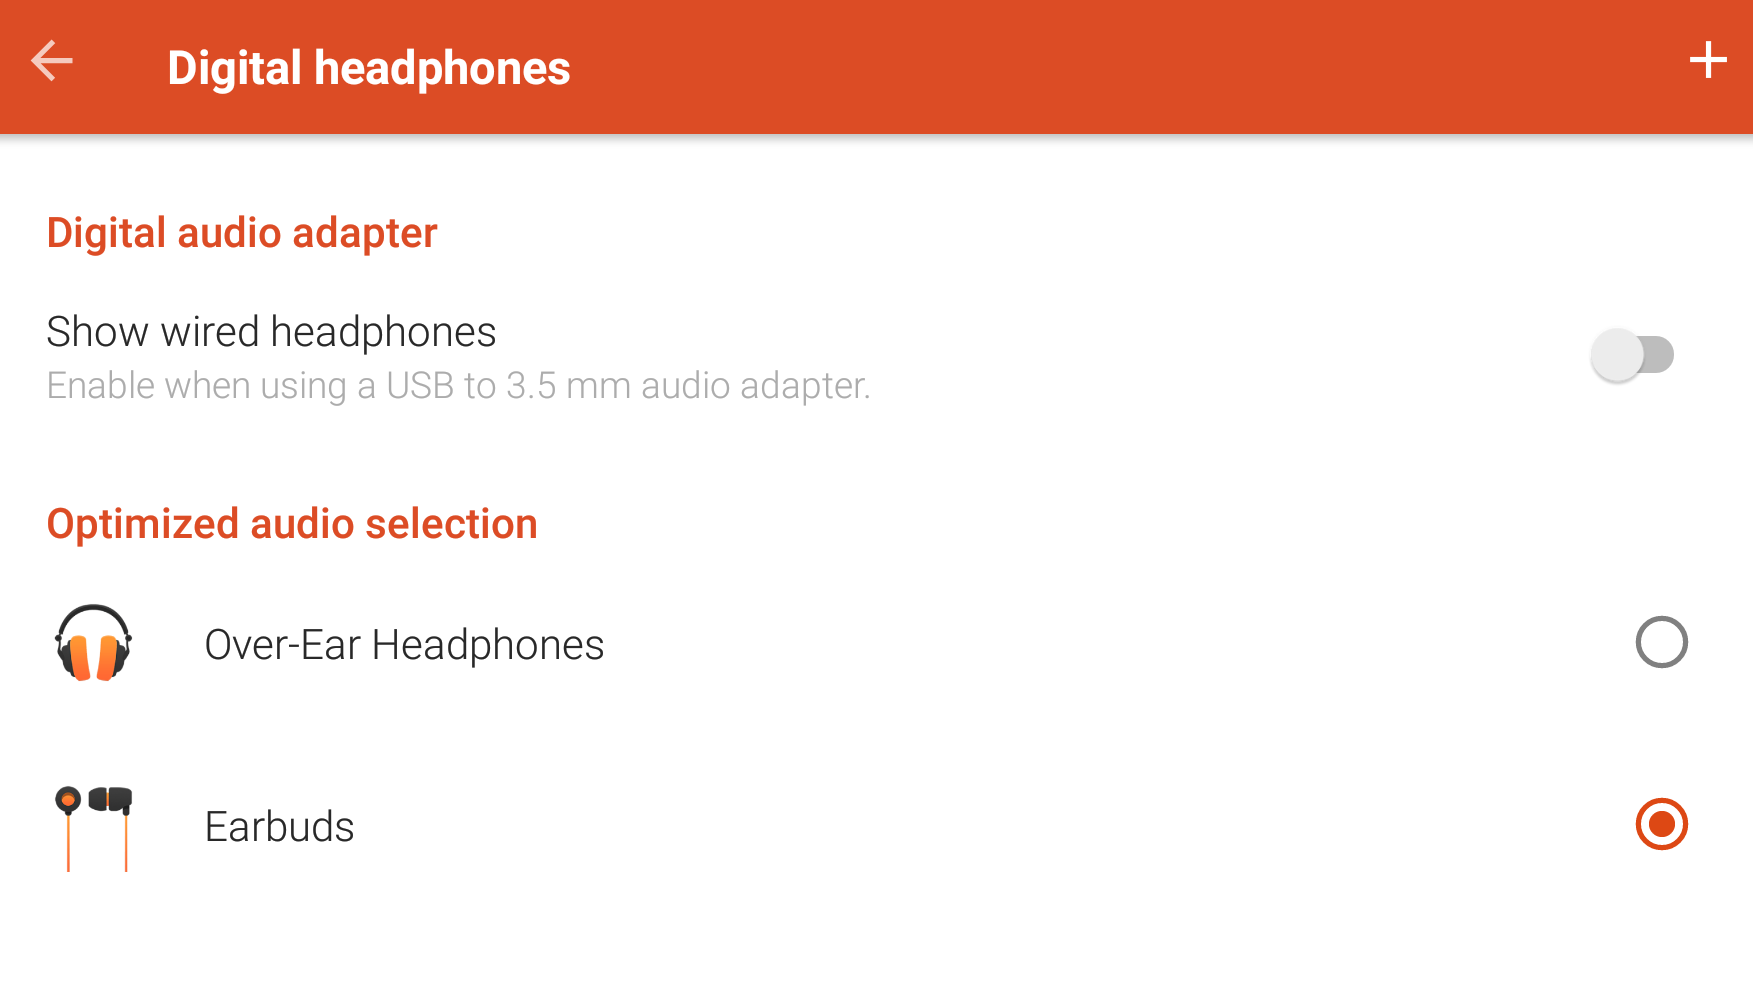 Digital headphones
Digital audio adapter
Show wired headphones
Enable when using a USB to 3.5 mm audio adapter.
Optimized audio selection
Over-Ear Headphones
Earbuds